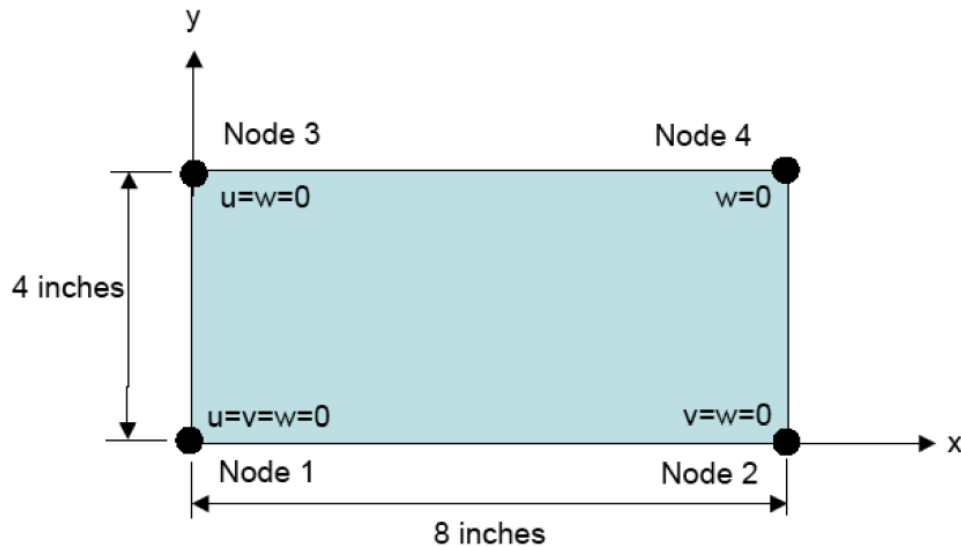 y
Node 3
Node 4
u=w=0
w=0
4 inches
u=v=w=0
v=w=0
x
Node 1
Node 2
8 inches